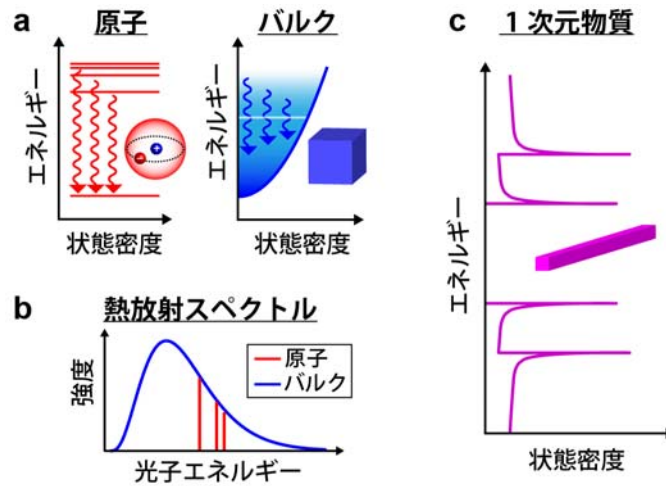 a
原子
エネルギー
状態密度
バルク
エネルギー
状態密度
b
熱放射スペクトル
強度
原子
バルク
光子エネルギー
c
１次元物質
エネルギー
状態密度